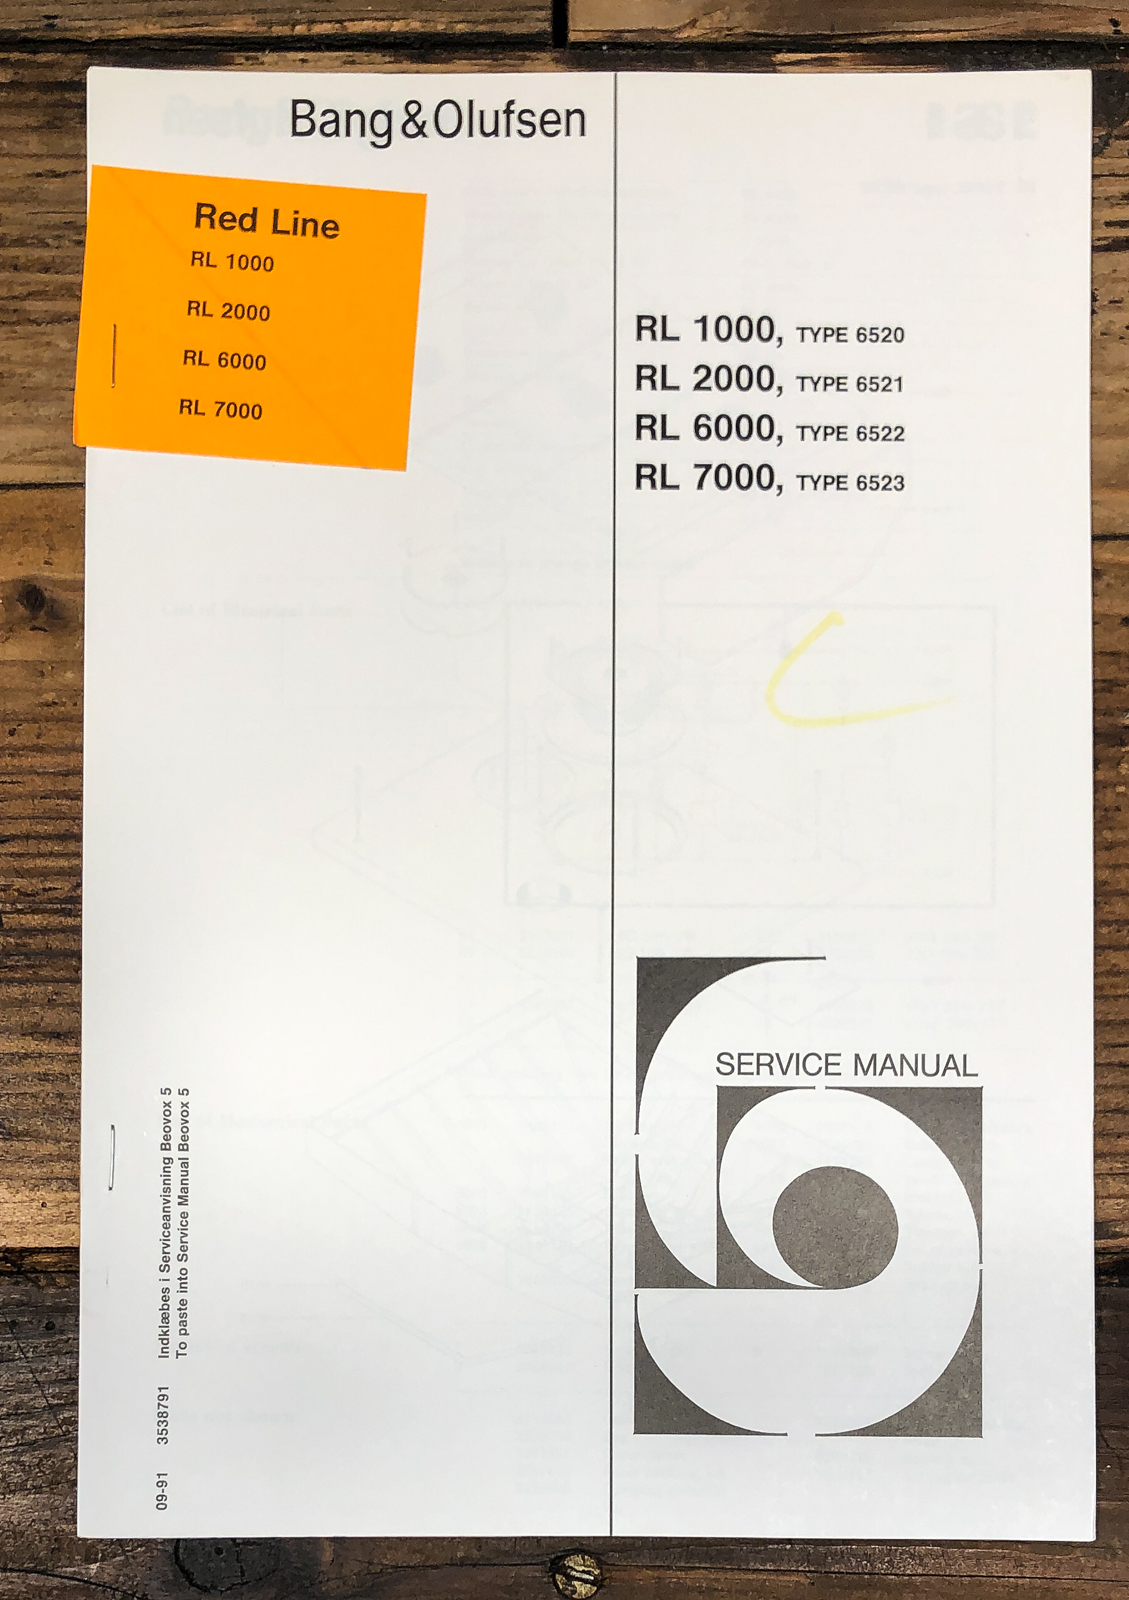 Bang&Olufsen
Red Line
RL 1000
RL 2000
RL 6000
RL 7000
RL 1000, TYPE 6520
RL 2000, TYPE 6521
RL 6000, TYPE 6522
RL 7000, TYPE 6523
SERVICE MANUAL
09-91 3538791 Indklæbes i Serviceanvisning Beovox 5
To paste into Service Manual Beovox 5